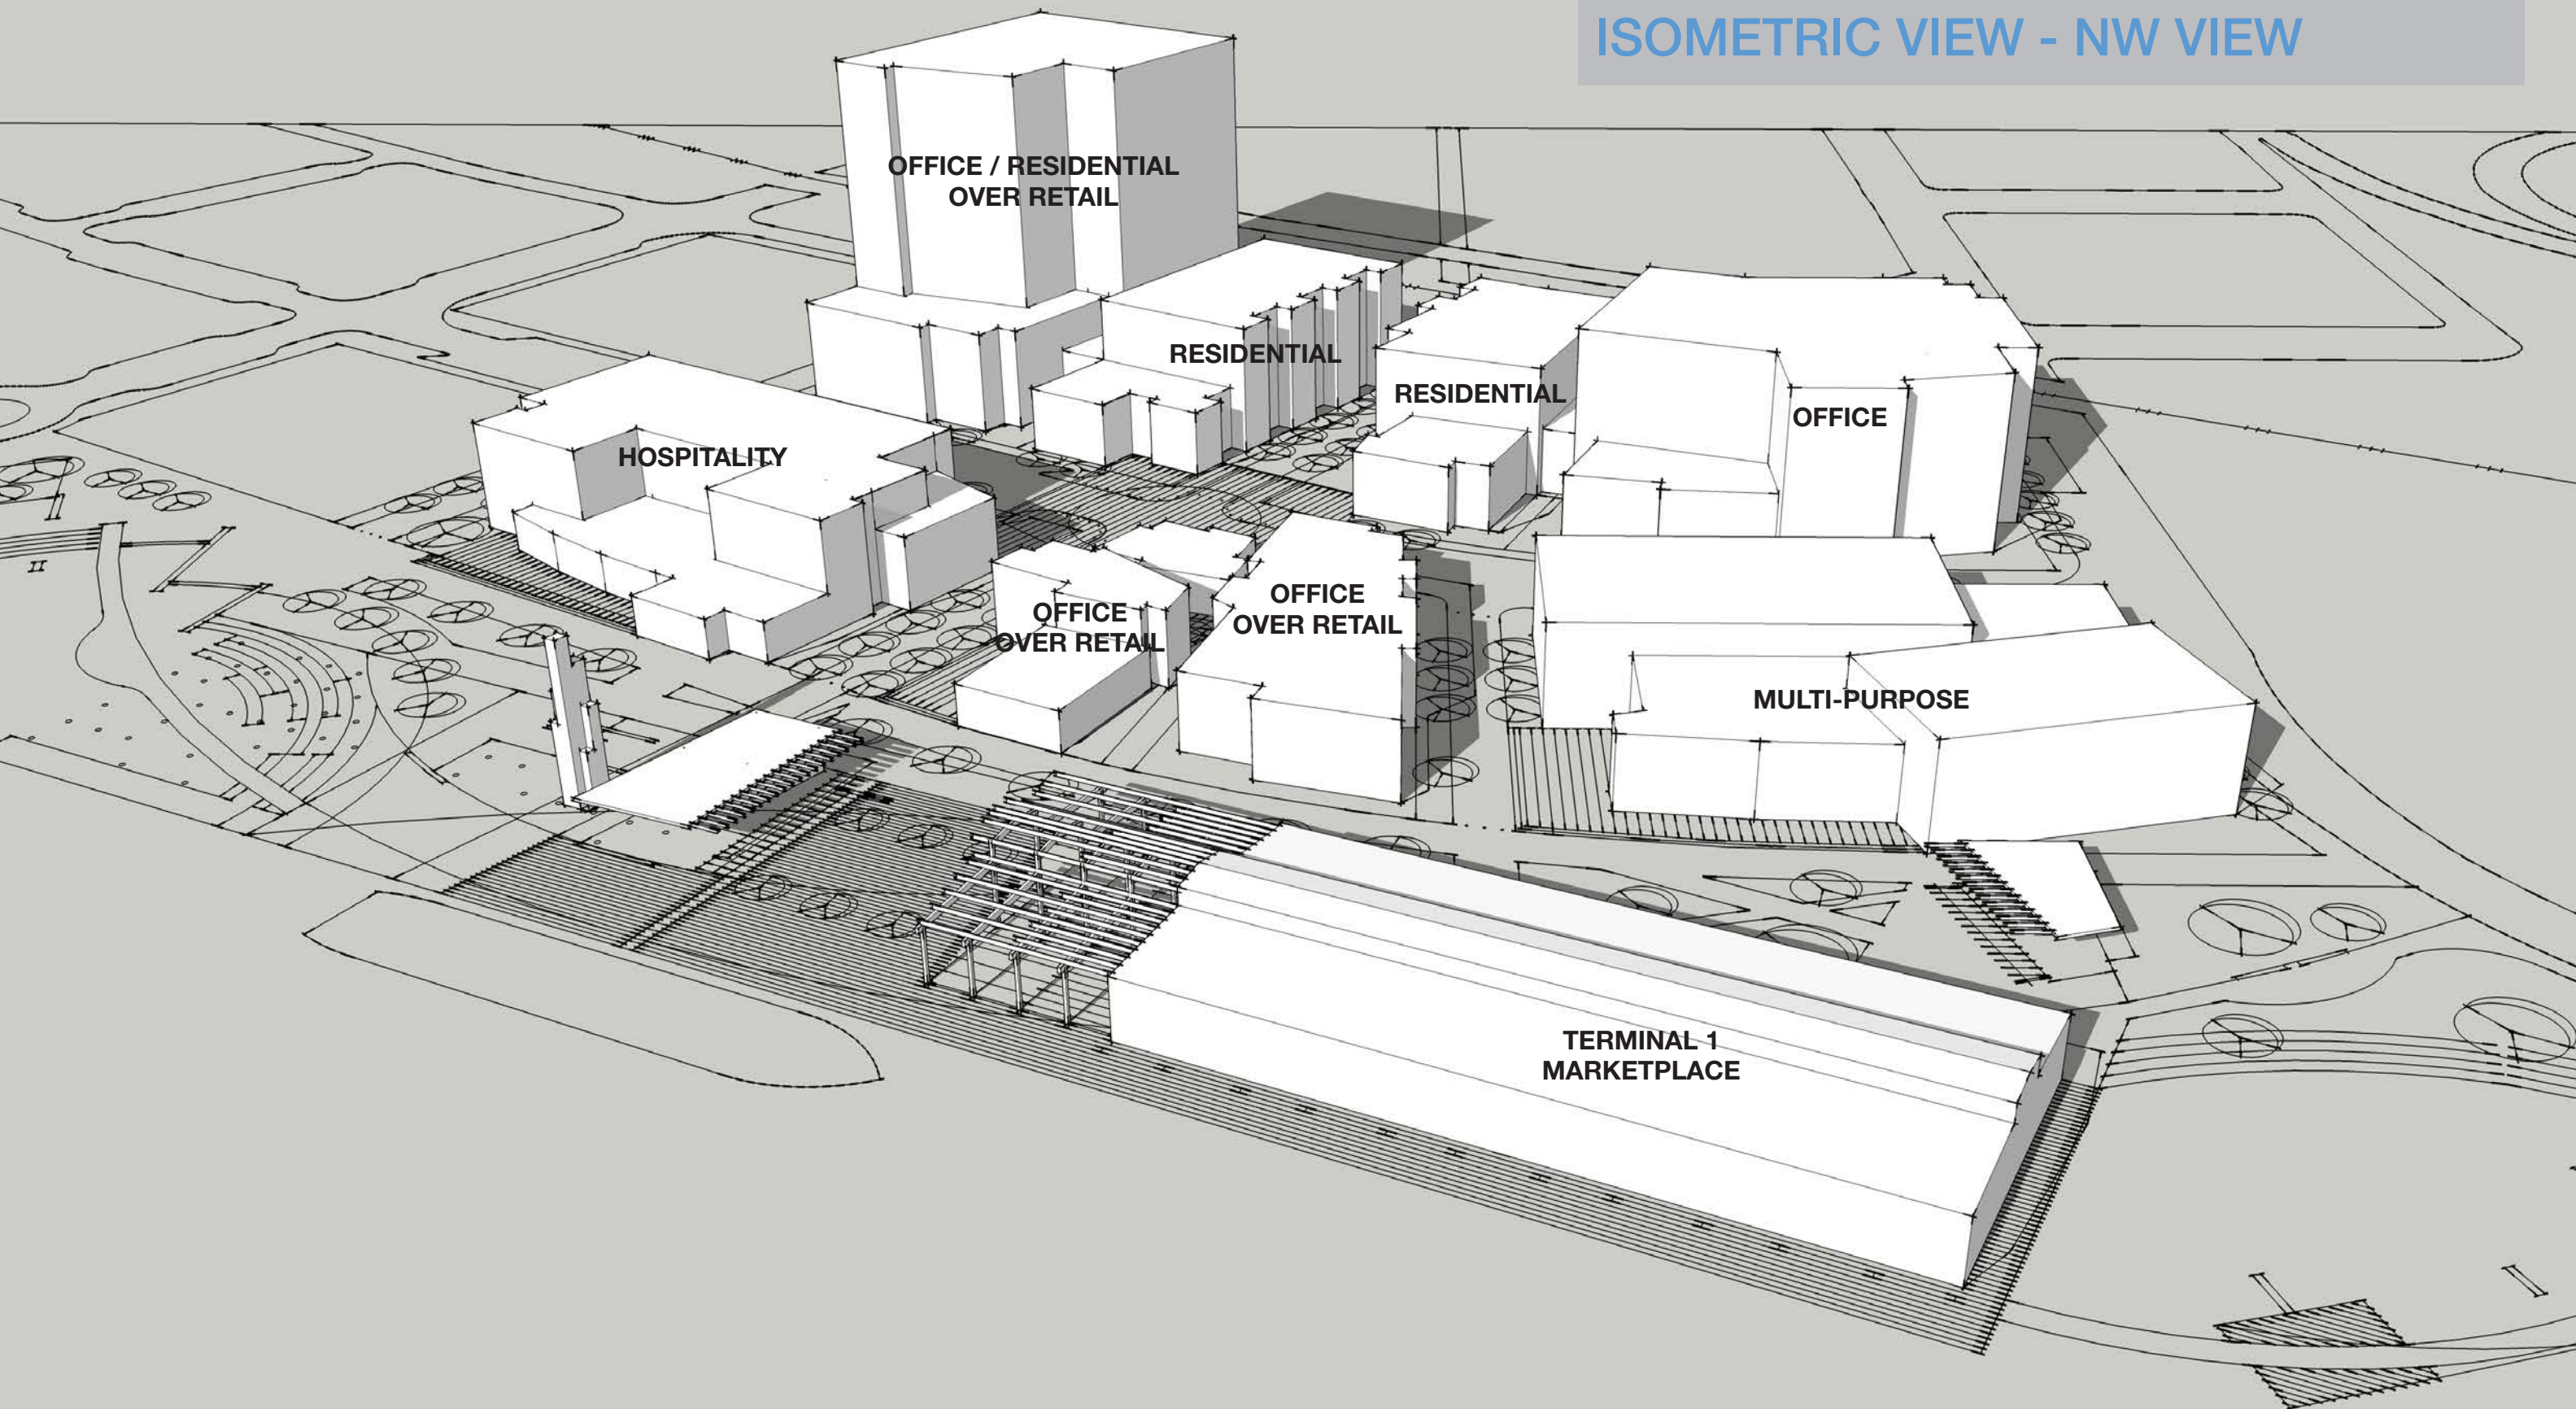 ISOMETRIC VIEW - NW VIEW
OFFICE / RESIDENTIAL
OVER RETAIL
RESIDENTIAL
RESIDENTIAL
OFFICE
HOSPITALITY
OFFICE
OVER RETAIL
OFFICE
OVER RETAIL
MULTI-PURPOSE
TERMINAL 1
MARKETPLACE